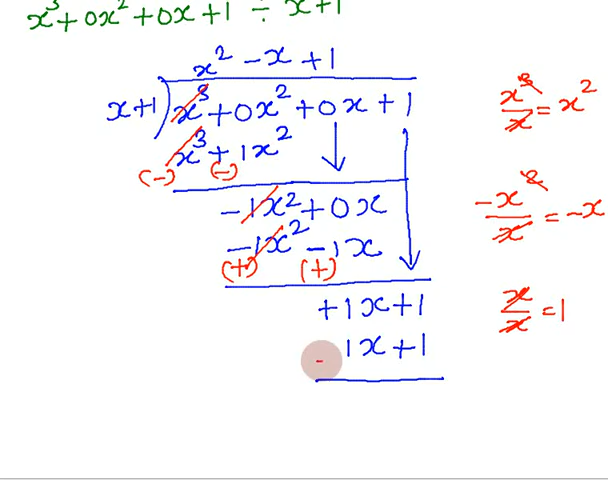 x³+0x²+0x+1 ÷ x+1
x² -x +1
x+1)x³+0x²+0x+1
x³+1x²
(-) (-)
-1x²+0x
-1x²-1x
(+) (+)
+1x+1
1x+1
-
x³/x=x²
-x²/x=-x
x/x=1